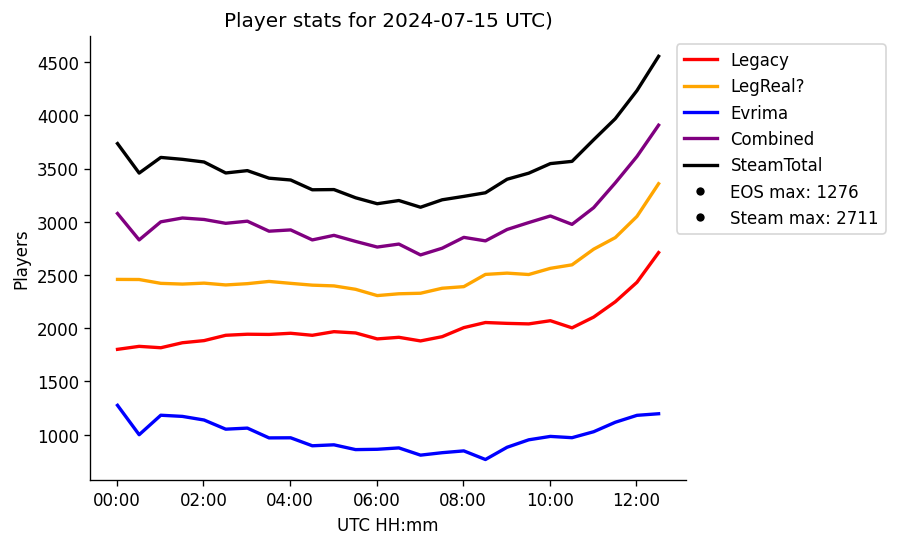 Player stats for 2024-07-15 UTC)
4500
4000
3500
3000
2500
2000
1500
1000
Players
00:00 02:00 04:00 06:00 08:00 10:00 12:00
UTC HH:mm
Legacy
LegReal?
Evrima
Combined
SteamTotal
EOS max: 1276
Steam max: 2711